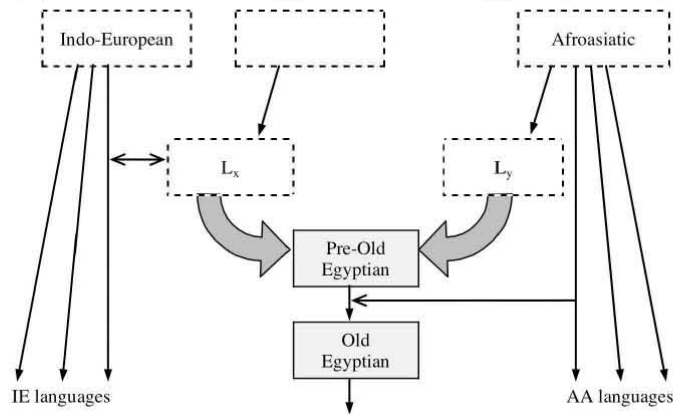 Indo-European
Afroasiatic
Lx
Ly
Pre-Old
Egyptian
Old
Egyptian
IE languages
AA languages